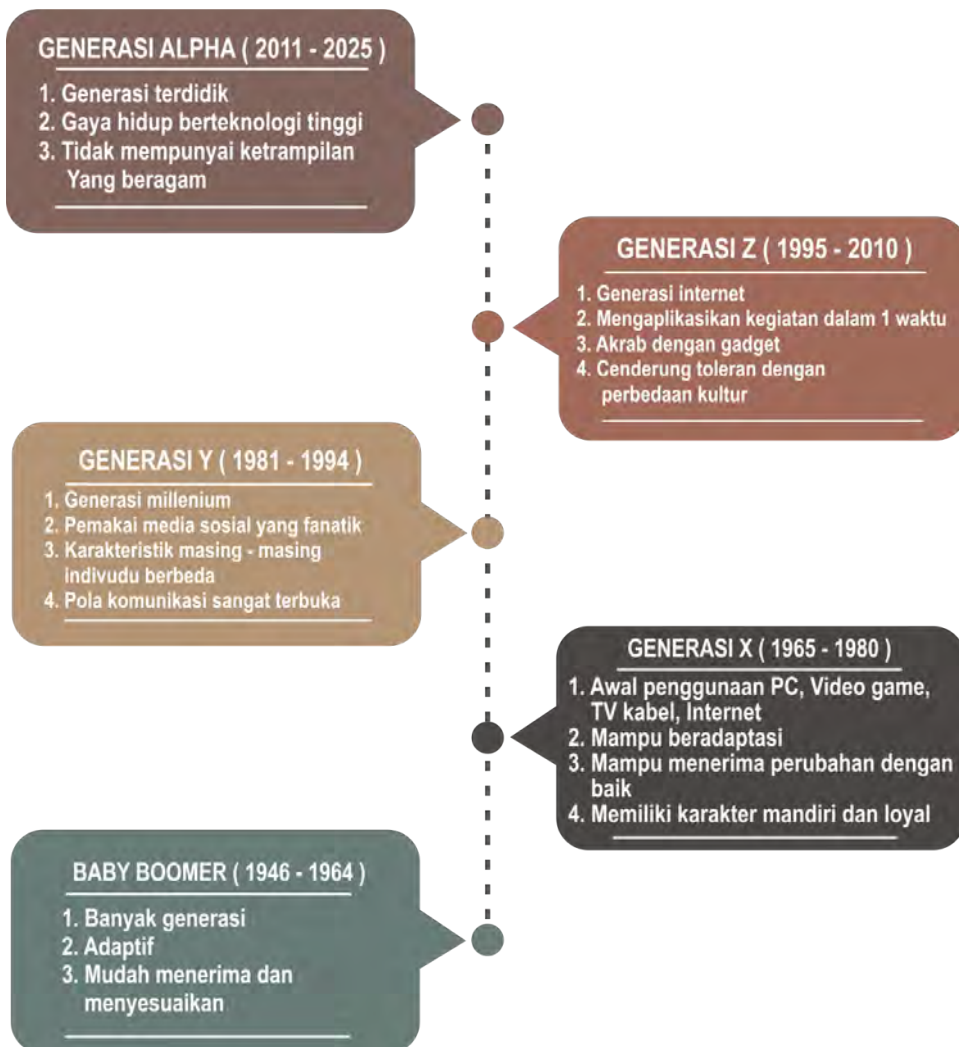 GENERASI ALPHA ( 2011 - 2025 )
1. Generasi terdidik
2. Gaya hidup berteknologi tinggi
3. Tidak mempunyai ketrampilan
Yang beragam
GENERASI Z ( 1995 - 2010 )
1. Generasi internet
2. Mengaplikasikan kegiatan dalam 1 waktu
3. Akrab dengan gadget
4. Cenderung toleran dengan
perbedaan kultur
GENERASI Y ( 1981 - 1994 )
1. Generasi millenium
2. Pemakai media sosial yang fanatik
3. Karakteristik masing - masing
indivudu berbeda
4. Pola komunikasi sangat terbuka
GENERASI X ( 1965 - 1980 )
1. Awal penggunaan PC, Video game,
TV kabel, Internet
2. Mampu beradaptasi
3. Mampu menerima perubahan dengan
baik
4. Memiliki karakter mandiri dan loyal
BABY BOOMER ( 1946 - 1964 )
1. Banyak generasi
2. Adaptif
3. Mudah menerima dan
menyesuaikan